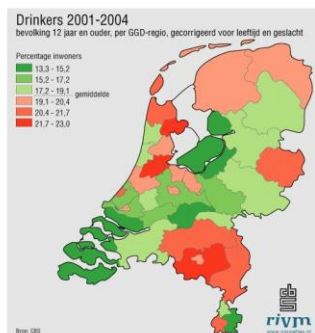 Drinkers 2001-2004
bevolking 12 jaar en ouder, per GGD-regio, gecorrigeerd voor leeftijd en geslacht
Percentage inwoners
13,3 - 15,2
15,2 - 17,2
17,2 - 19,1
gemiddelde
19,1 - 20,4
20,4 - 21,7
21,7 - 23,0
Bron: CBS
rivm